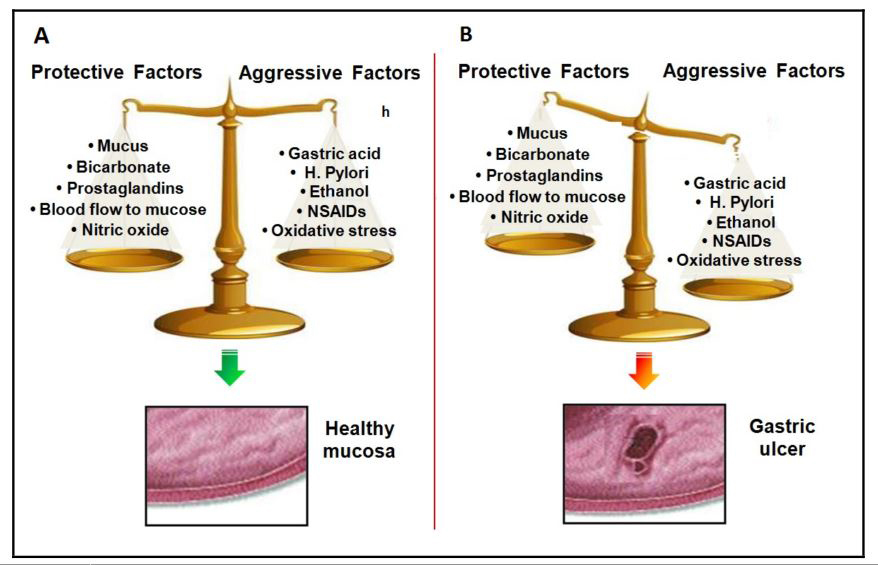 A
Protective Factors
Aggressive Factors
h
• Mucus
• Bicarbonate
• Prostaglandins
• Blood flow to mucose
• Nitric oxide
• Gastric acid
• H. Pylori
• Ethanol
• NSAIDs
• Oxidative stress
Healthy
mucosa
B
Protective Factors
Aggressive Factors
• Mucus
• Bicarbonate
• Prostaglandins
• Blood flow to mucose
• Nitric oxide
• Gastric acid
• H. Pylori
• Ethanol
• NSAIDs
• Oxidative stress
Gastric
ulcer